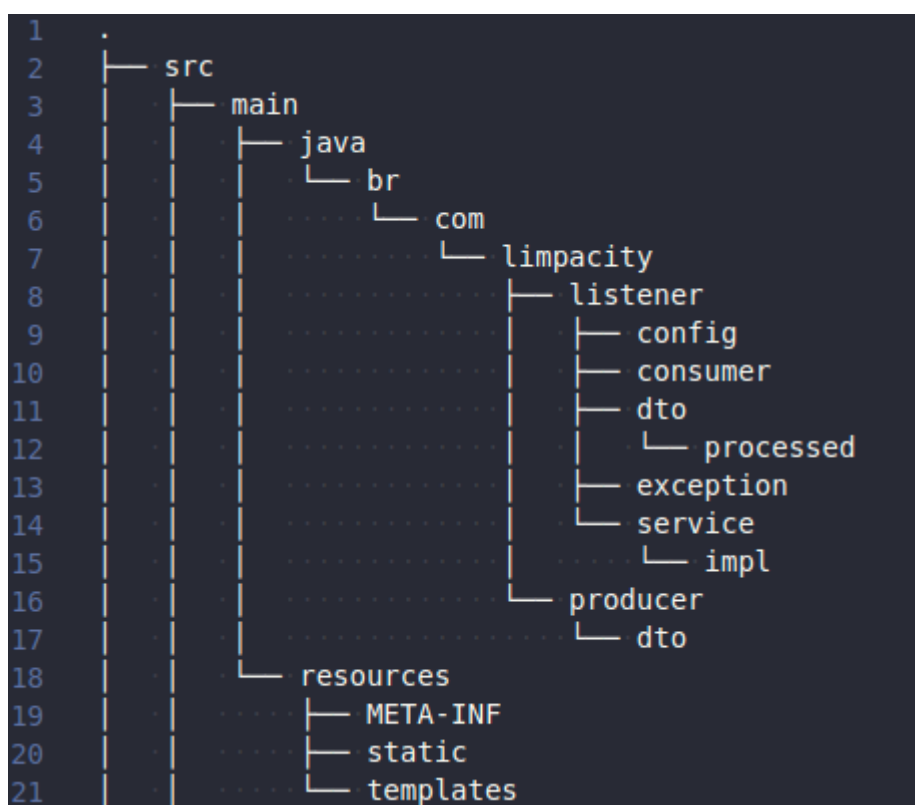 1 .
2 ├── src
3 │   ├── main
4 │   │   ├── java
5 │   │   │   └── br
6 │   │   │       └── com
7 │   │   │           └── limpacity
8 │   │   │               ├── listener
9 │   │   │               │   ├── config
10 │   │   │               │   ├── consumer
11 │   │   │               │   ├── dto
12 │   │   │               │   │   └── processed
13 │   │   │               │   ├── exception
14 │   │   │               │   └── service
15 │   │   │               │       └── impl
16 │   │   │               └── producer
17 │   │   │                   └── dto
18 │   │   └── resources
19 │   │       ├── META-INF
20 │   │       ├── static
21 │   │       └── templates